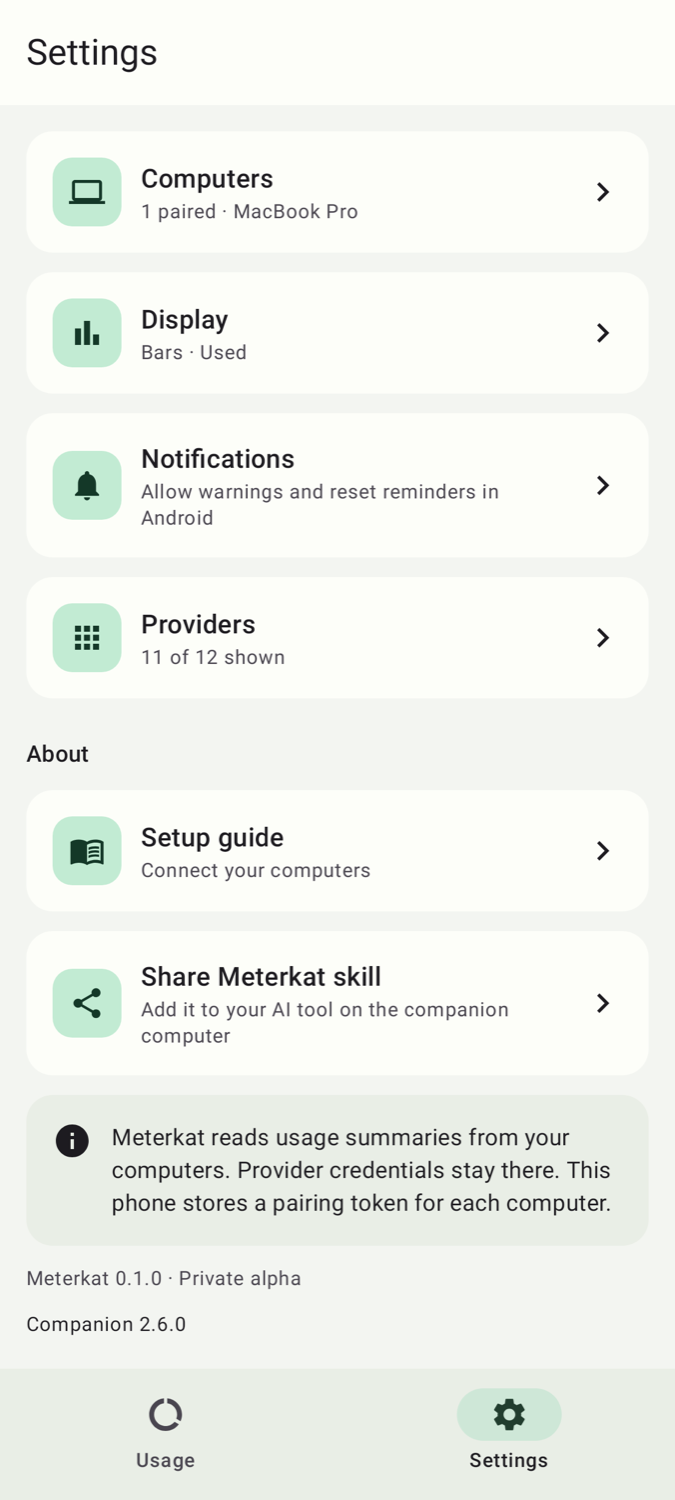 Settings
Computers
1 paired · MacBook Pro
Display
Bars · Used
Notifications
Allow warnings and reset reminders in
Android
Providers
11 of 12 shown
About
Setup guide
Connect your computers
Share Meterkat skill
Add it to your AI tool on the companion
computer
Meterkat reads usage summaries from your
computers. Provider credentials stay there. This
phone stores a pairing token for each computer.
Meterkat 0.1.0 · Private alpha
Companion 2.6.0
Usage
Settings